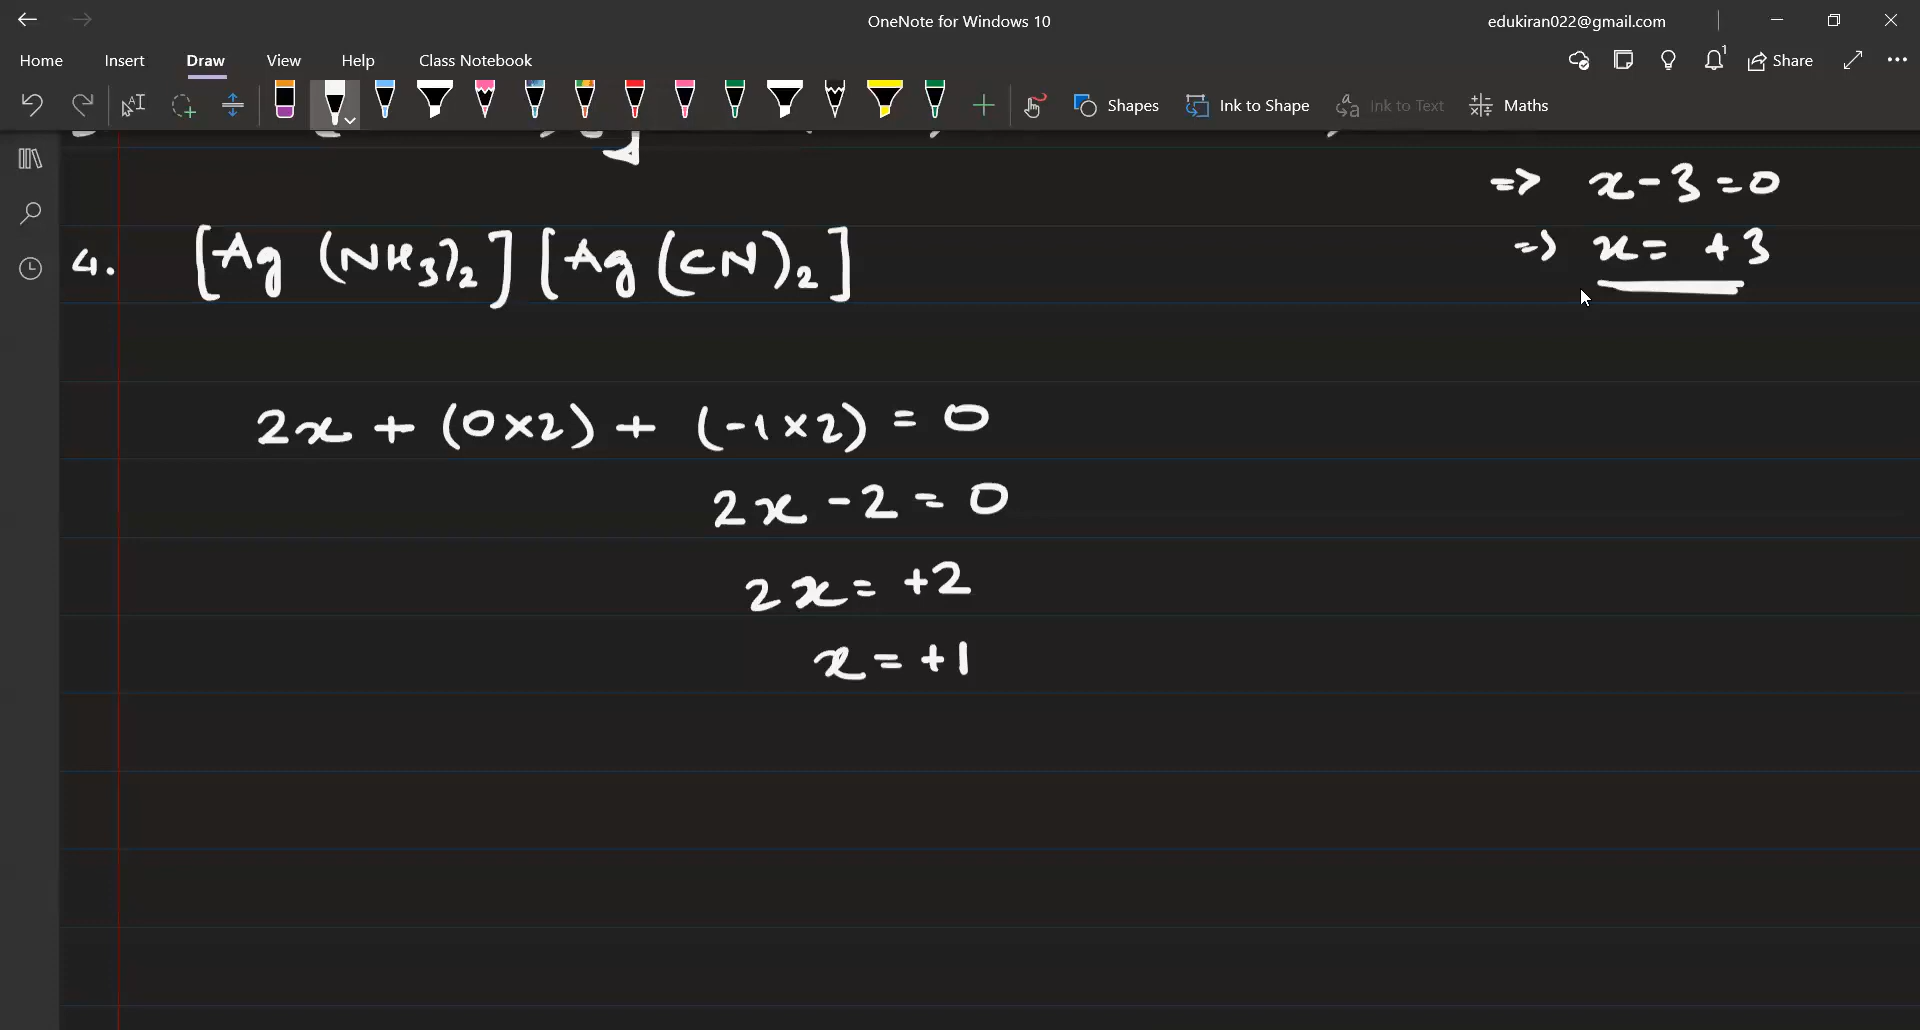 OneNote for Windows 10
edukiran022@gmail.com
Home Insert Draw View Help Class Notebook
Share
Shapes Ink to Shape Ink to Text Maths
=> x-3=0
4. [Ag (NH3)2] [Ag (CN)2]
=> x= +3
2x + (0×2) + (-1×2) = 0
2x -2 = 0
2x = +2
x = +1